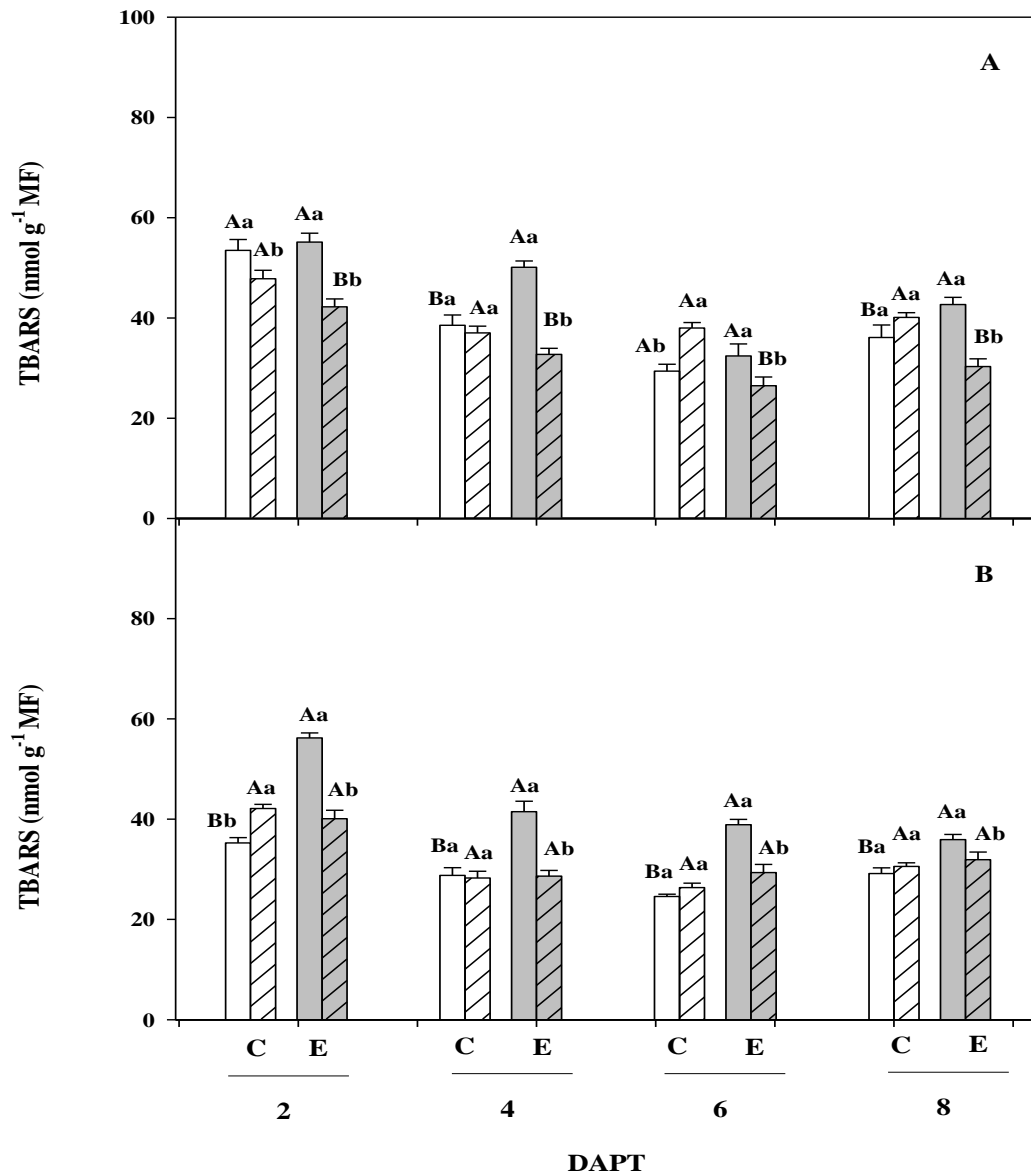 100
A
80
TBARS (nmol g-1 MF)
60
Aa Ab Aa Bb
Ba Aa Aa Bb
Ab Aa Aa Bb
Ba Aa Aa Bb
40
20
0
B
80
TBARS (nmol g-1 MF)
60
Bb Aa Aa Ab
Ba Aa Aa Ab
Ba Aa Aa Ab
Ba Aa Aa Ab
40
20
0
C E C E C E C E
2 4 6 8
DAPT